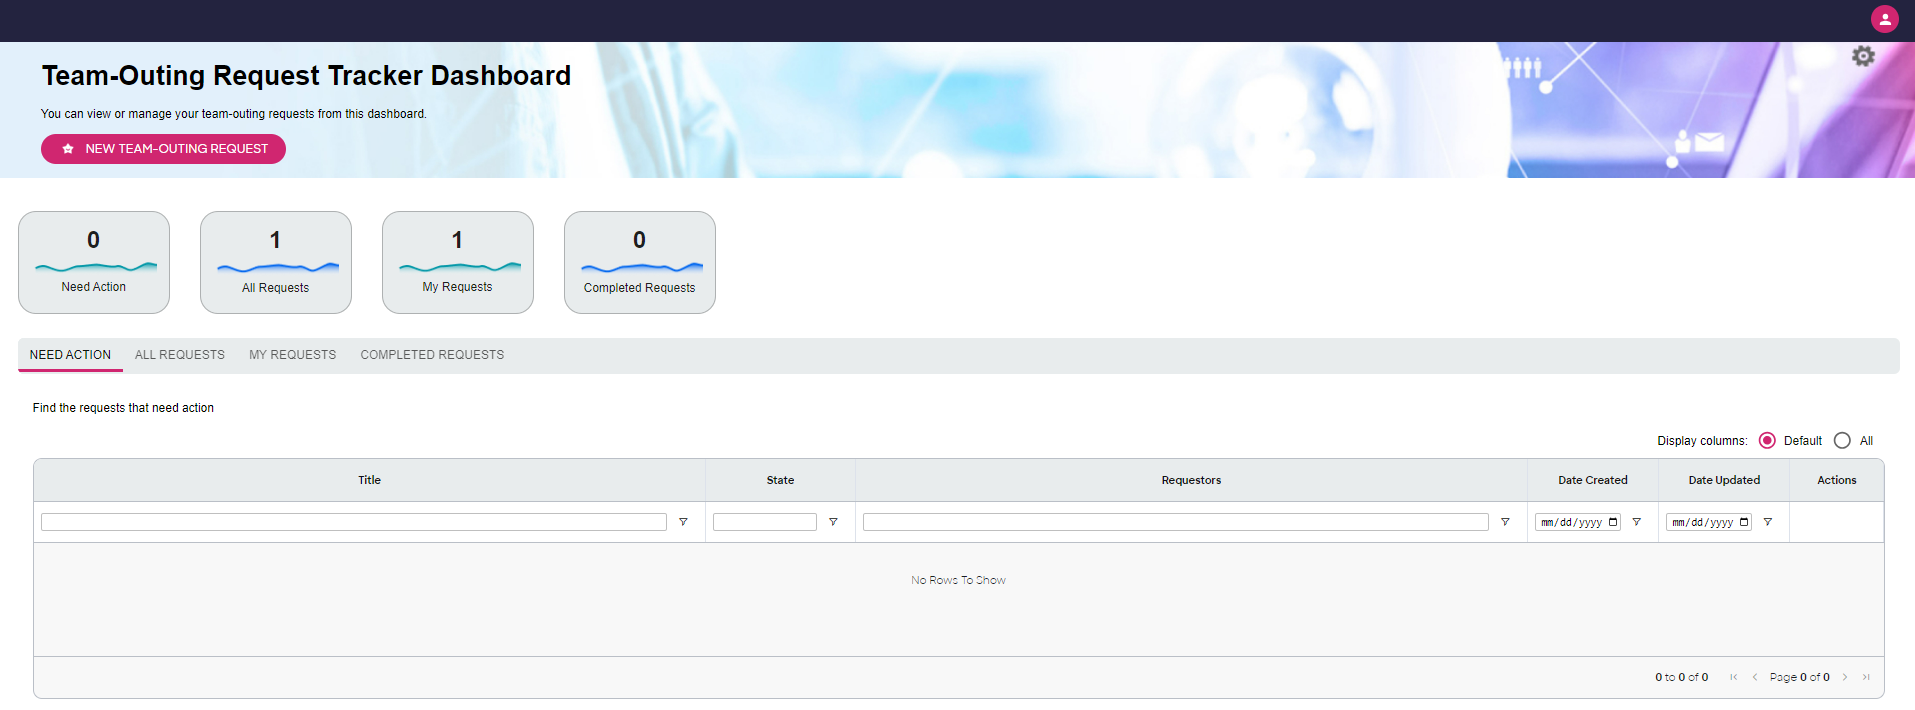 Team-Outing Request Tracker Dashboard
You can view or manage your team-outing requests from this dashboard.
NEW TEAM-OUTING REQUEST
0 1 1 0
Need Action All Requests My Requests Completed Requests
NEED ACTION ALL REQUESTS MY REQUESTS COMPLETED REQUESTS
Find the requests that need action
Display columns: Default All
Title State Requestors Date Created Date Updated Actions
mm/dd/yyyy mm/dd/yyyy
No Rows To Show
0 to 0 of 0 Page 0 of 0